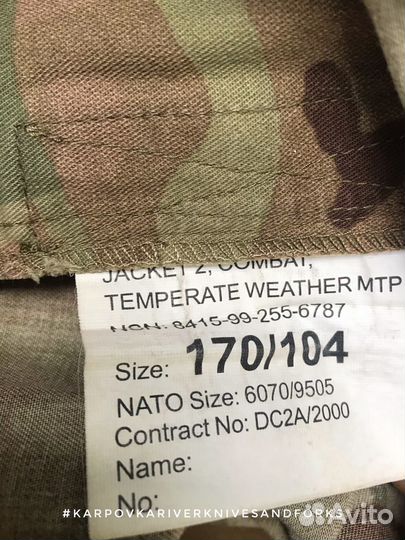 JACKET 2, COMBAT,
TEMPERATE WEATHER MTP
NSN: 8415-99-255-6787
Size: 170/104
NATO Size: 6070/9505
Contract No: DC2A/2000
Name:
No:
#KARPOVKARIVERKNIVESANDFORKS
Avito